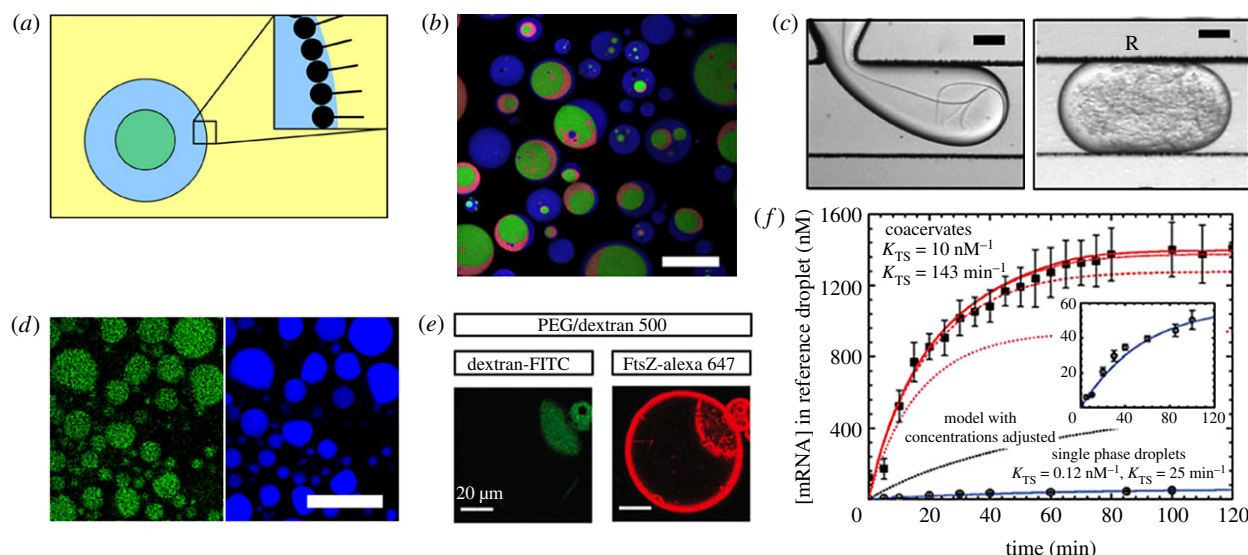 (a)
(b)
(c)
R
(d)
(e)
PEG/dextran 500
dextran-FITC
FtsZ-alexa 647
20 µm
(f)
1600
1300
900
400
[mRNA] in reference droplet (nM)
coacervates
K_TS = 10 nM⁻¹
K_TS = 143 min⁻¹
60
40
20
0 40 80 120
model with
concentrations adjusted
single phase droplets
K_TS = 0.12 nM⁻¹, K_TS = 25 min⁻¹
0 20 40 60 80 100 120
time (min)